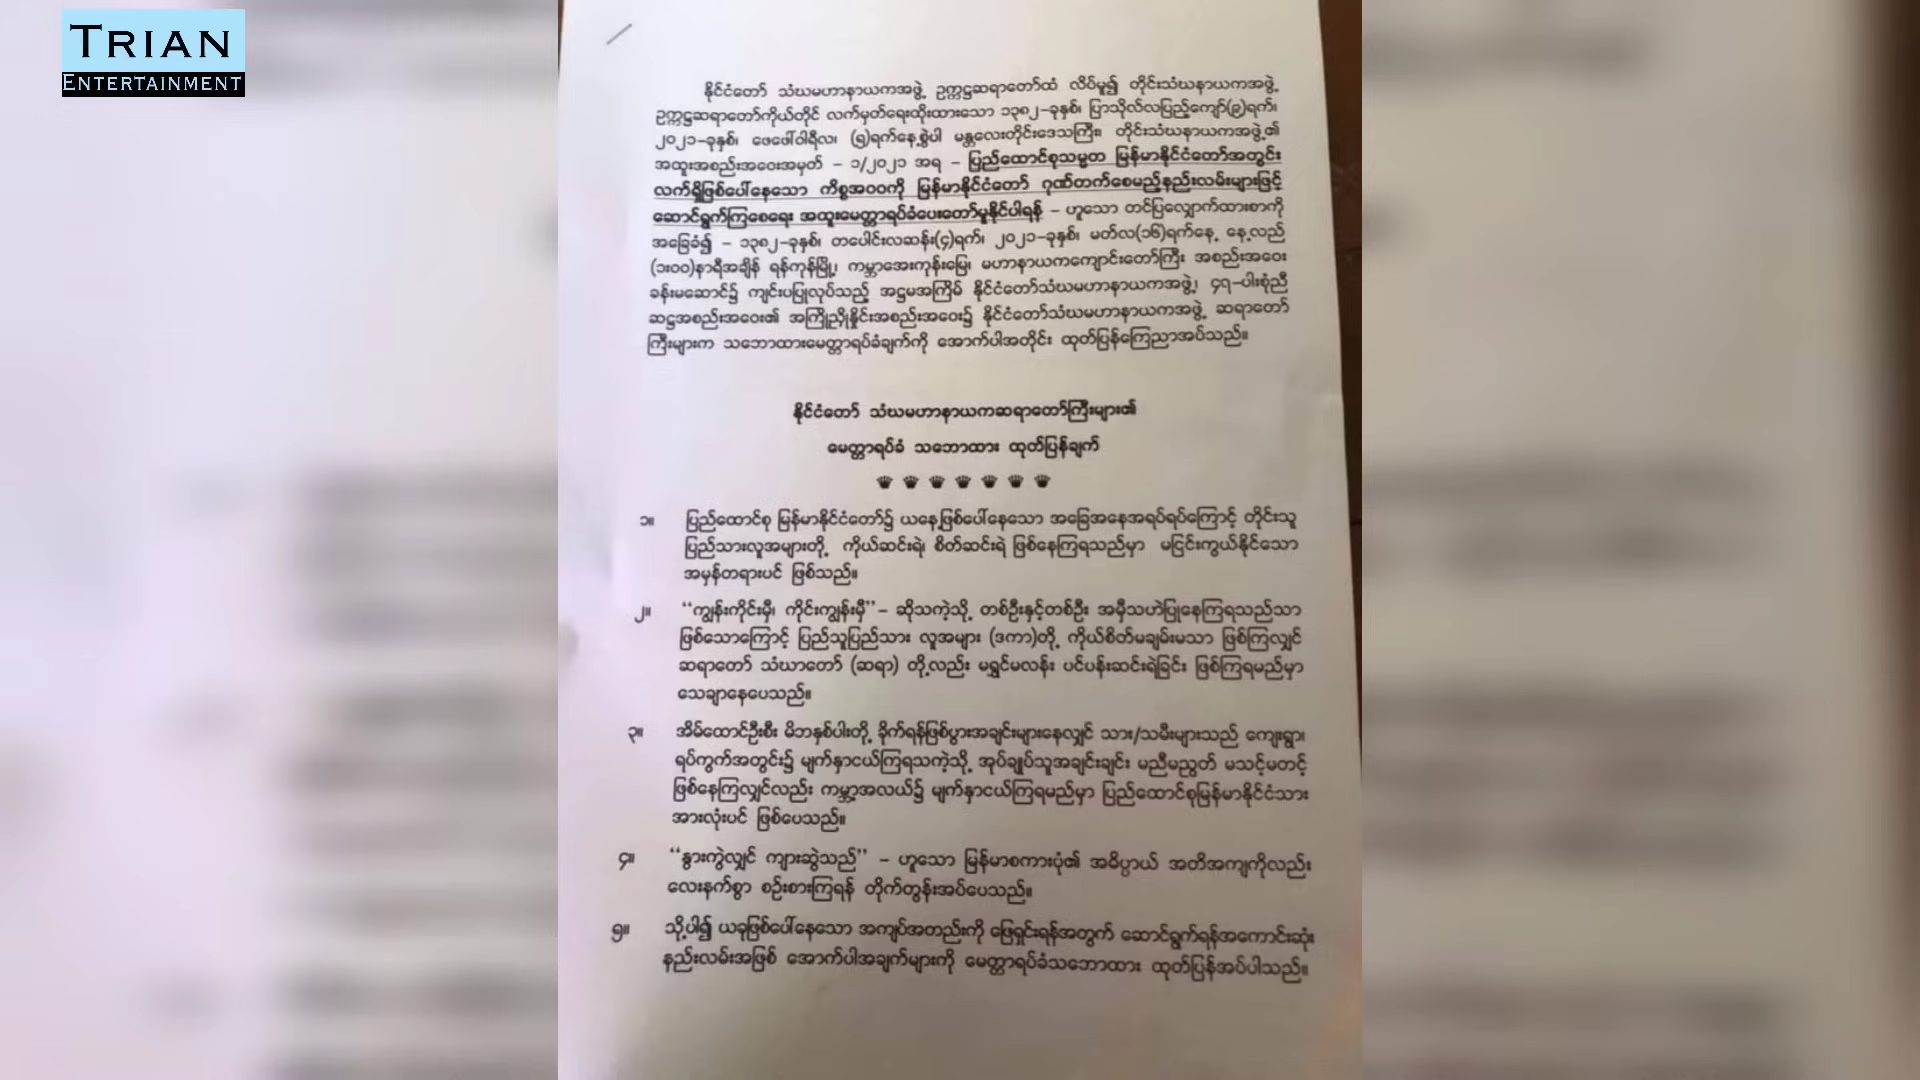 TRIAN
ENTERTAINMENT
နိုင်ငံတော် သံဃမဟာနာယကအဖွဲ့ ဥက္ကဋ္ဌဆရာတော်ထံ လိပ်မူ၍ တိုင်းသံဃနာယကအဖွဲ့
ဥက္ကဋ္ဌဆရာတော်ကိုယ်တိုင် လက်မှတ်ရေးထိုးထားသော ၁၃၈၂-ခုနှစ်၊ ပြာသိုလ်လပြည့်ကျော်(၉)ရက်၊
၂၀၂၁-ခုနှစ်၊ ဖေဖေါ်ဝါရီလ၊ (၅)ရက်နေ့စွဲပါ မန္တလေးတိုင်းဒေသကြီး၊ တိုင်းသံဃနာယကအဖွဲ့၏
အထူးအစည်းအဝေးအမှတ် - ၁/၂၀၂၁ အရ - ပြည်ထောင်စုသမ္မတ မြန်မာနိုင်ငံတော်အတွင်း
လက်ရှိဖြစ်ပေါ်နေသော ကိစ္စအဝဝကို မြန်မာနိုင်ငံတော် ဂုဏ်တက်စေမည့်နည်းလမ်းများဖြင့်
ဆောင်ရွက်ကြစေရေး အထူးမေတ္တာရပ်ခံပေးတော်မူနိုင်ပါရန် - ဟူသော တင်ပြလျှောက်ထားစာကို
အခြေခံ၍ - ၁၃၈၂-ခုနှစ်၊ တပေါင်းလဆန်း(၄)ရက်၊ ၂၀၂၁-ခုနှစ်၊ မတ်လ(၁၆)ရက်နေ့ နေ့လည်
(၁းဝဝ)နာရီအချိန် ရန်ကုန်မြို့၊ ကမ္ဘာအေးကုန်းမြေ၊ မဟာနာယကကျောင်းတော်ကြီး အစည်းအဝေး
ခန်းမဆောင်၌ ကျင်းပပြုလုပ်သည့် အဋ္ဌမအကြိမ် နိုင်ငံတော်သံဃမဟာနာယကအဖွဲ့၊ ၄၇-ပါးစုံညီ
ဆဋ္ဌအစည်းအဝေး၏ အကြိုညှိုနှိုင်းအစည်းအဝေး၌ နိုင်ငံတော်သံဃမဟာနာယကအဖွဲ့ ဆရာတော်
ကြီးများက သဘောထားမေတ္တာရပ်ခံချက်ကို အောက်ပါအတိုင်း ထုတ်ပြန်ကြေညာအပ်သည်။
နိုင်ငံတော် သံဃမဟာနာယကဆရာတော်ကြီးများ၏
မေတ္တာရပ်ခံ သဘောထား ထုတ်ပြန်ချက်
၁။ ပြည်ထောင်စု မြန်မာနိုင်ငံတော်၌ ယနေ့ဖြစ်ပေါ်နေသော အခြေအနေအရပ်ရပ်ကြောင့် တိုင်းသူ
ပြည်သားလူအများတို့ ကိုယ်ဆင်းရဲ၊ စိတ်ဆင်းရဲ ဖြစ်နေကြရသည်မှာ မငြင်းကွယ်နိုင်သော
အမှန်တရားပင် ဖြစ်သည်။
၂။ “ကျွန်းကိုင်းမှီ၊ ကိုင်းကျွန်းမှီ”- ဆိုသကဲ့သို့ တစ်ဦးနှင့်တစ်ဦး အမှီသဟဲပြုနေကြရသည်သာ
ဖြစ်သောကြောင့် ပြည်သူပြည်သား လူအများ (ဒကာ)တို့ ကိုယ်စိတ်မချမ်းမသာ ဖြစ်ကြလျှင်
ဆရာတော် သံဃာတော် (ဆရာ) တို့လည်း မရွှင်မလန်း ပင်ပန်းဆင်းရဲခြင်း ဖြစ်ကြရမည်မှာ
သေချာနေပေသည်။
၃။ အိမ်ထောင်ဦးစီး မိဘနှစ်ပါးတို့ ခိုက်ရန်ဖြစ်ပွားအချင်းများနေလျှင် သား/သမီးများသည် ကျေးရွာ၊
ရပ်ကွက်အတွင်း၌ မျက်နှာငယ်ကြရသကဲ့သို့ အုပ်ချုပ်သူအချင်းချင်း မညီမညွတ် မသင့်မတင့်
ဖြစ်နေကြလျှင်လည်း ကမ္ဘာ့အလယ်၌ မျက်နှာငယ်ကြရမည်မှာ ပြည်ထောင်စုမြန်မာနိုင်ငံသား
အားလုံးပင် ဖြစ်ပေသည်။
၄။ “နွားကွဲလျှင် ကျားဆွဲသည်” - ဟူသော မြန်မာစကားပုံ၏ အဓိပ္ပာယ် အတိအကျကိုလည်း
လေးနက်စွာ စဉ်းစားကြရန် တိုက်တွန်းအပ်ပေသည်။
၅။ သို့ပါ၍ ယခုဖြစ်ပေါ်နေသော အကျပ်အတည်းကို ဖြေရှင်းရန်အတွက် ဆောင်ရွက်ရန်အကောင်းဆုံး
နည်းလမ်းအဖြစ် အောက်ပါအချက်များကို မေတ္တာရပ်ခံသဘောထား ထုတ်ပြန်အပ်ပါသည်။